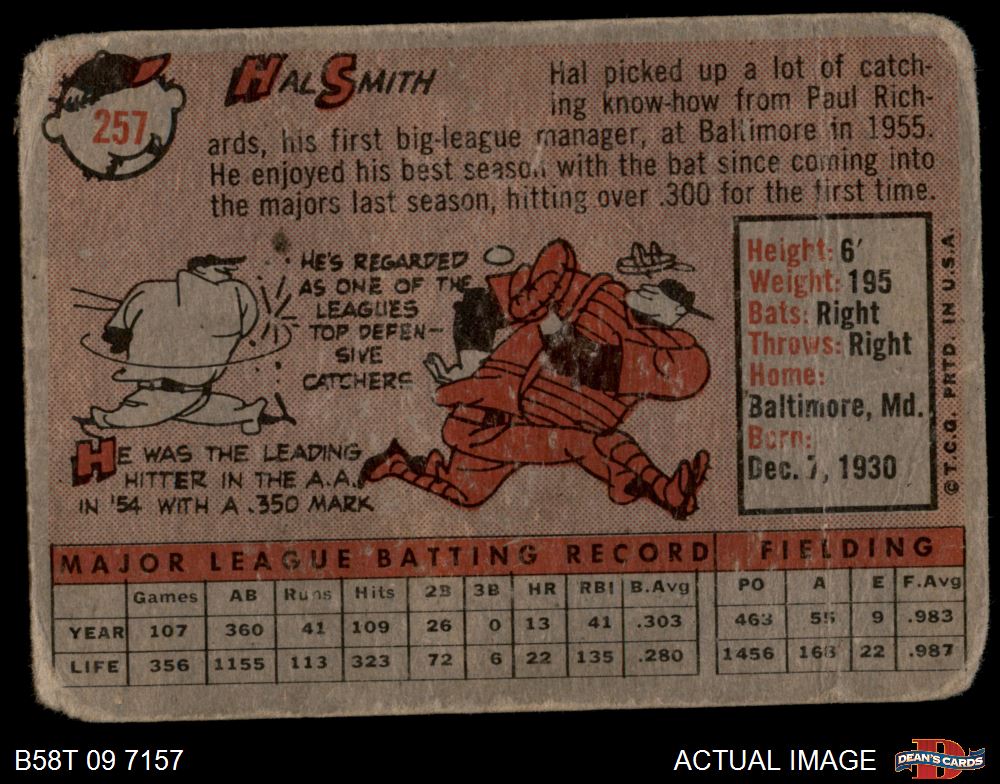 257
HAL SMITH
Hal picked up a lot of catch-
ing know-how from Paul Rich-
ards, his first big-league manager, at Baltimore in 1955.
He enjoyed his best season with the bat since coming into
the majors last season, hitting over .300 for the first time.
HE'S REGARDED
AS ONE OF THE
LEAGUES
TOP DEFEN-
SIVE
CATCHERS
HE WAS THE LEADING
HITTER IN THE A.A.
IN '54 WITH A .350 MARK
Height: 6'
Weight: 195
Bats: Right
Throws: Right
Home:
Baltimore, Md.
Born:
Dec. 7, 1930
© T.C.G. PRTD. IN U.S.A.
MAJOR LEAGUE BATTING RECORD FIELDING
Games AB Runs Hits 2B 3B HR RBI B.Avg PO A E F.Avg
YEAR 107 360 41 109 26 0 13 41 .303 463 55 9 .983
LIFE 356 1155 113 323 72 6 22 135 .280 1456 168 22 .987
B58T 09 7157
ACTUAL IMAGE
DEAN'S CARDS